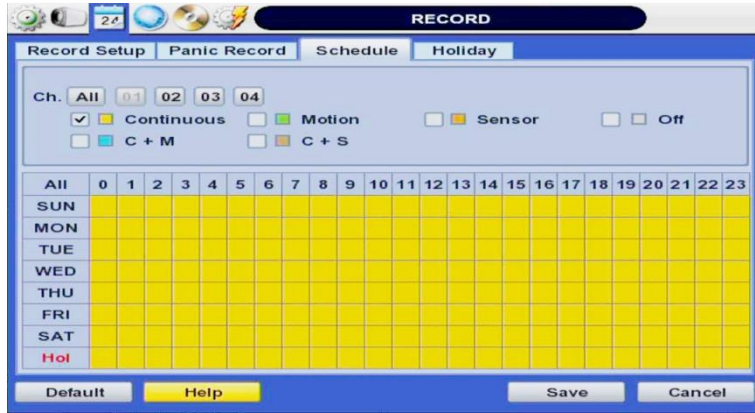 24
RECORD
Record Setup Panic Record Schedule Holiday
Ch. All 01 02 03 04
Continuous Motion Sensor Off
C + M C + S
All 0 1 2 3 4 5 6 7 8 9 10 11 12 13 14 15 16 17 18 19 20 21 22 23
SUN
MON
TUE
WED
THU
FRI
SAT
Hol
Default Help Save Cancel